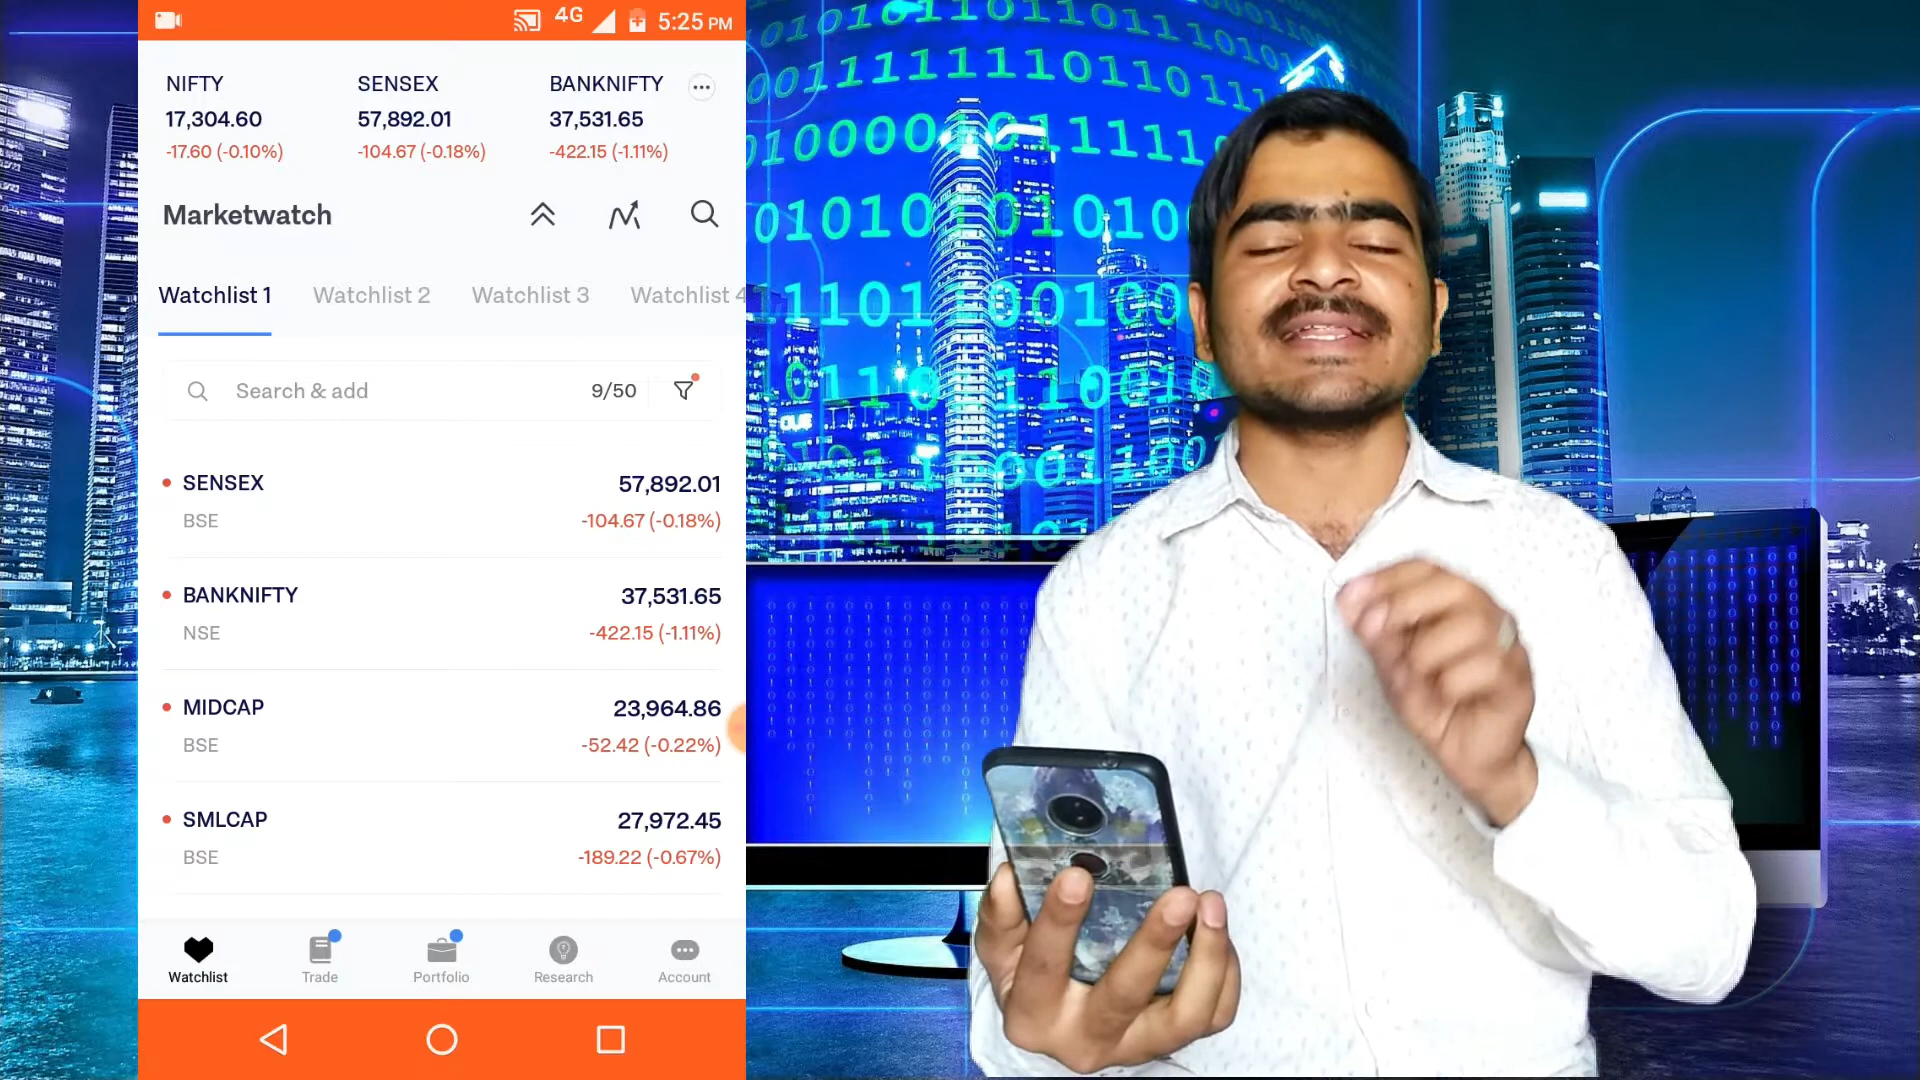 4G 5:25 PM
NIFTY SENSEX BANKNIFTY
17,304.60 57,892.01 37,531.65
-17.60 (-0.10%) -104.67 (-0.18%) -422.15 (-1.11%)
Marketwatch
Watchlist 1 Watchlist 2 Watchlist 3 Watchlist 4
Search & add 9/50
SENSEX 57,892.01
BSE -104.67 (-0.18%)
BANKNIFTY 37,531.65
NSE -422.15 (-1.11%)
MIDCAP 23,964.86
BSE -52.42 (-0.22%)
SMLCAP 27,972.45
BSE -189.22 (-0.67%)
Watchlist Trade Portfolio Research Account